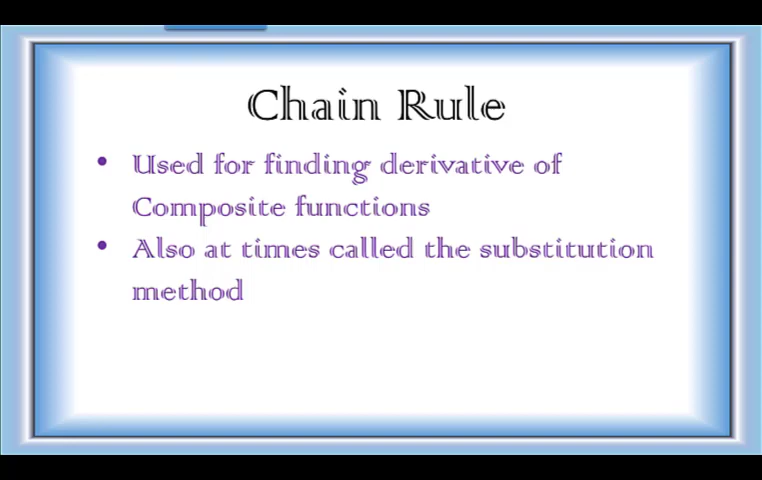 Chain Rule
• Used for finding derivative of
Composite functions
• Also at times called the substitution
method